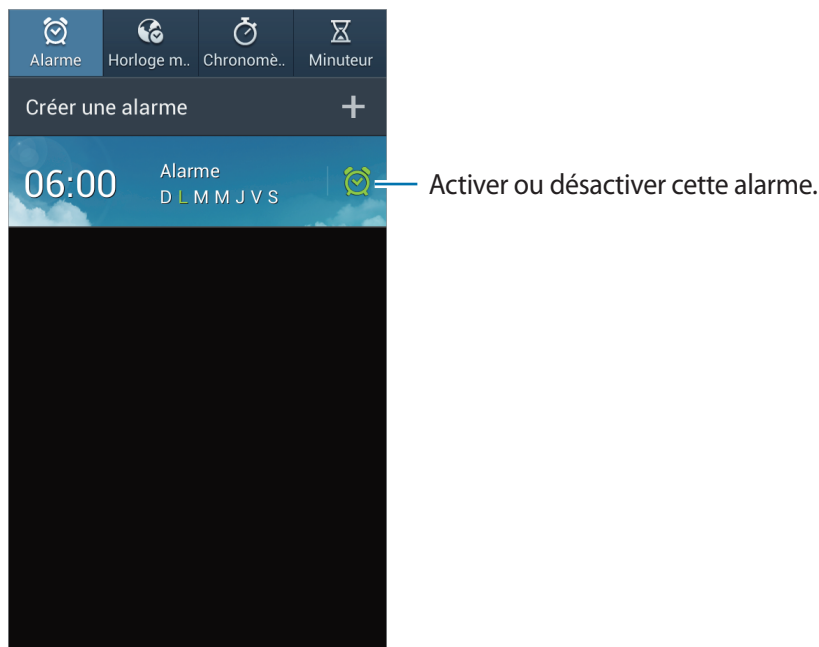 Alarme Horloge m.. Chronomè.. Minuteur
Créer une alarme
06:00 Alarme
D L M M J V S
Activer ou désactiver cette alarme.